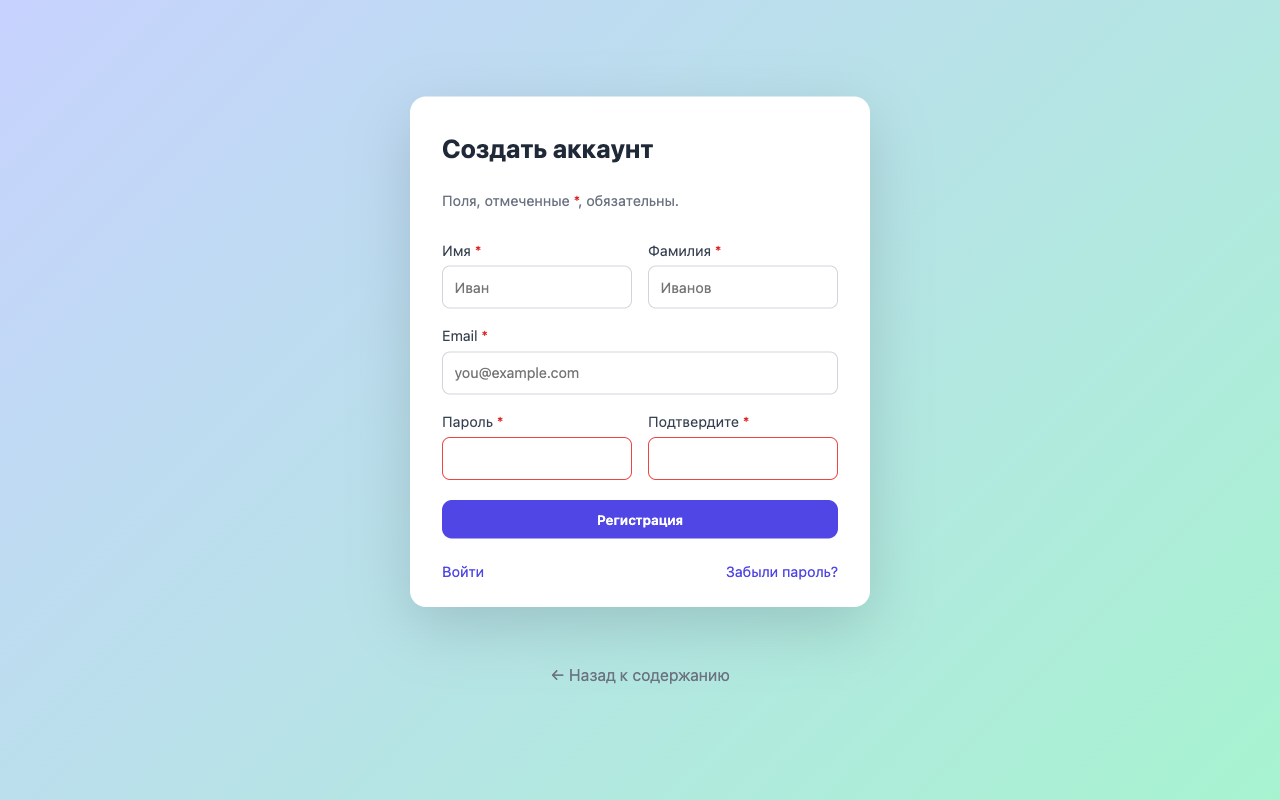 Создать аккаунт
Поля, отмеченные *, обязательны.
Имя * Фамилия *
Иван Иванов
Email *
you@example.com
Пароль * Подтвердите *
Регистрация
Войти Забыли пароль?
← Назад к содержанию